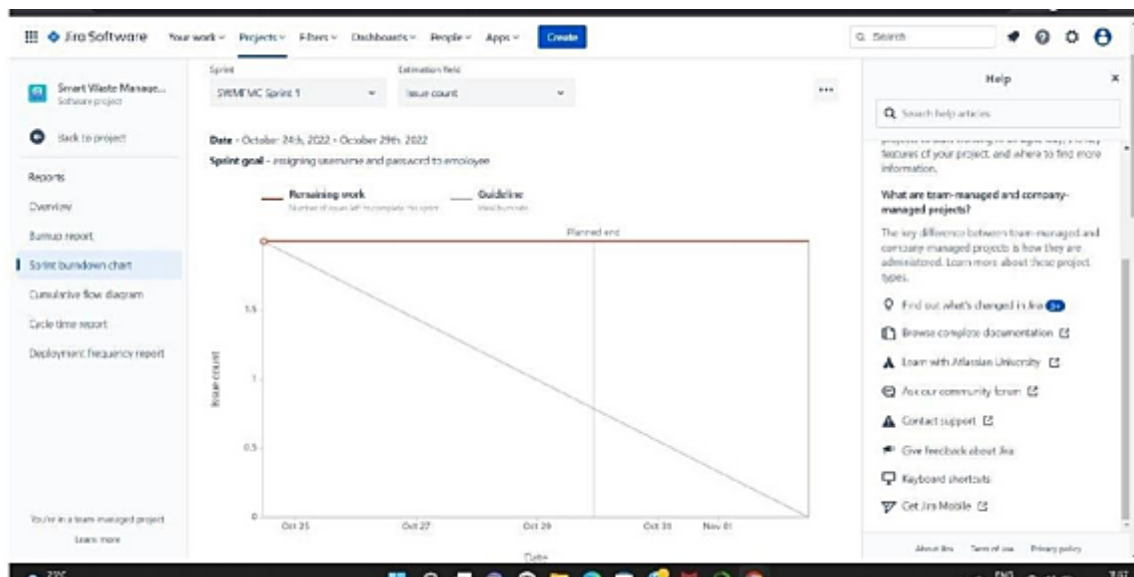 Jira Software Your work Projects Filters Dashboards People Apps Create Search
Smart Waste Manage...
Software project
Back to project
Reports
Overview
Burnup report
Sprint burndown chart
Cumulative flow diagram
Cycle time report
Deployment frequency report
You're in a team-managed project
Learn more
Sprint Estimation field
Sprint 1 Issue count
Date - October 24th, 2022 - October 29th, 2022
Sprint goal - assigning username and password to employee
Remaining work Guideline
Number of issues left to complete the sprint
Planned end
Issue count
1.5
1
0.5
0
Oct 25 Oct 27 Oct 29 Oct 31 Nov 01
Date
Help
Search help articles
features of your project, and where to find more
information.
What are team-managed and company-
managed projects?
The key difference between team-managed and
company-managed projects is how they are
administered. Learn more about these project
types.
Find out what's changed in Jira
Browse complete documentation
Learn with Atlassian University
Ask our community forum
Contact support
Give feedback about Jira
Keyboard shortcuts
Get Jira Mobile
About Jira Term of use Privacy policy
ENG